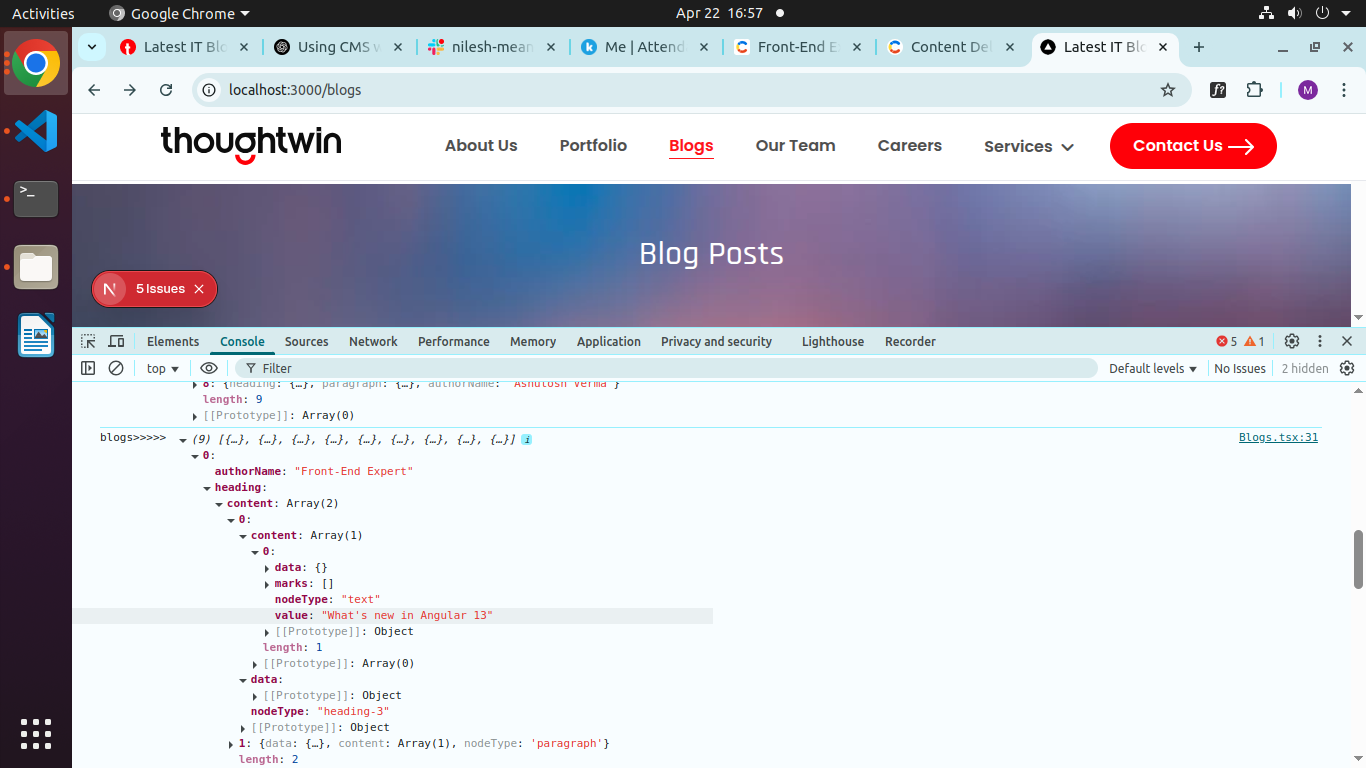 Activities Google Chrome Apr 22 16:57
Latest IT Blo Using CMS w nilesh-mean Me | Attend Front-End E Content Del Latest IT Blo
localhost:3000/blogs M
thoughtwin About Us Portfolio Blogs Our Team Careers Services Contact Us
Blog Posts
N 5 Issues
Elements Console Sources Network Performance Memory Application Privacy and security Lighthouse Recorder 5 1
top Filter Default levels No Issues 2 hidden
8: {heading: {…}, paragraph: {…}, authorName: 'Ashutosh Verma'}
length: 9
[[Prototype]]: Array(0)
blogs>>>>> (9) [{…}, {…}, {…}, {…}, {…}, {…}, {…}, {…}, {…}] i Blogs.tsx:31
0:
authorName: "Front-End Expert"
heading:
content: Array(2)
0:
content: Array(1)
0:
data: {}
marks: []
nodeType: "text"
value: "What's new in Angular 13"
[[Prototype]]: Object
length: 1
[[Prototype]]: Array(0)
data:
[[Prototype]]: Object
nodeType: "heading-3"
[[Prototype]]: Object
1: {data: {…}, content: Array(1), nodeType: 'paragraph'}
length: 2